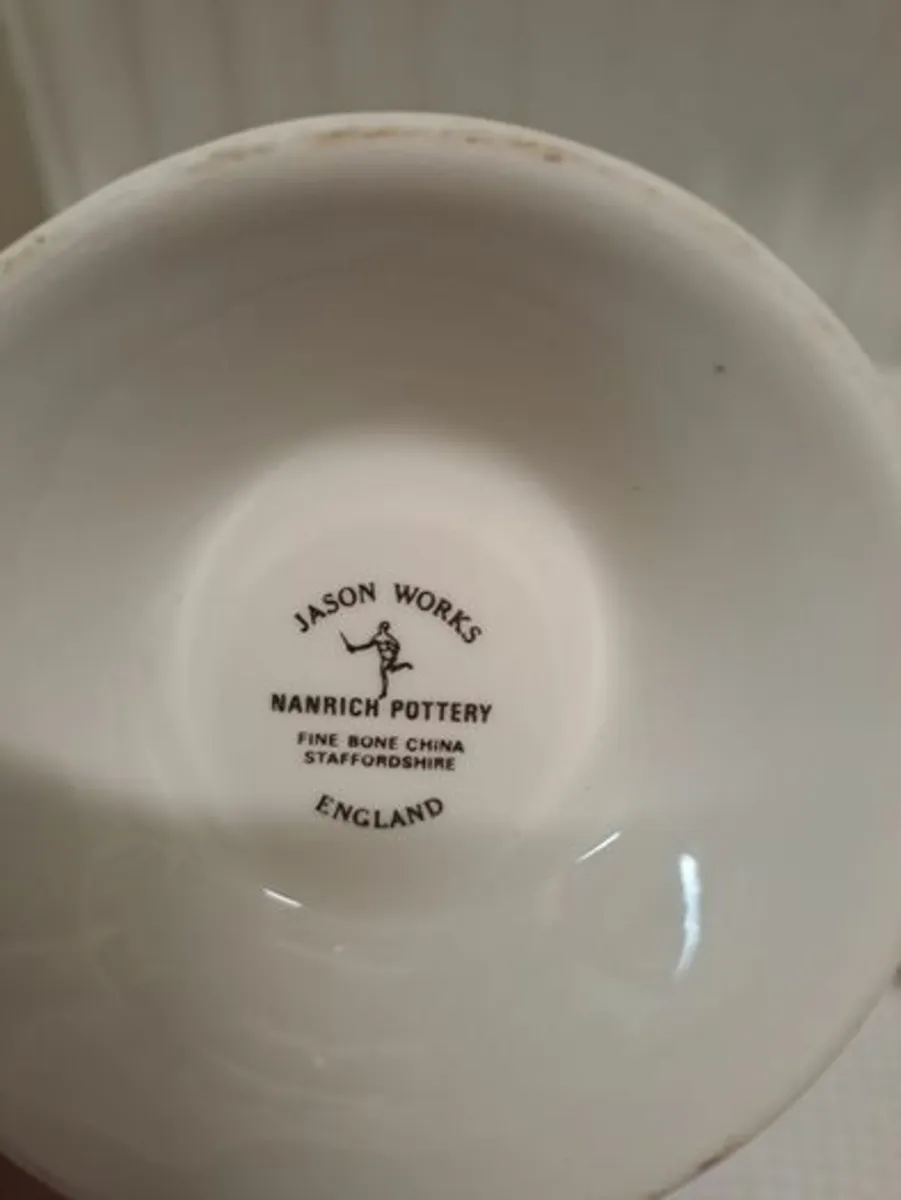 JASON WORKS
NANRICH POTTERY
FINE BONE CHINA
STAFFORDSHIRE
ENGLAND